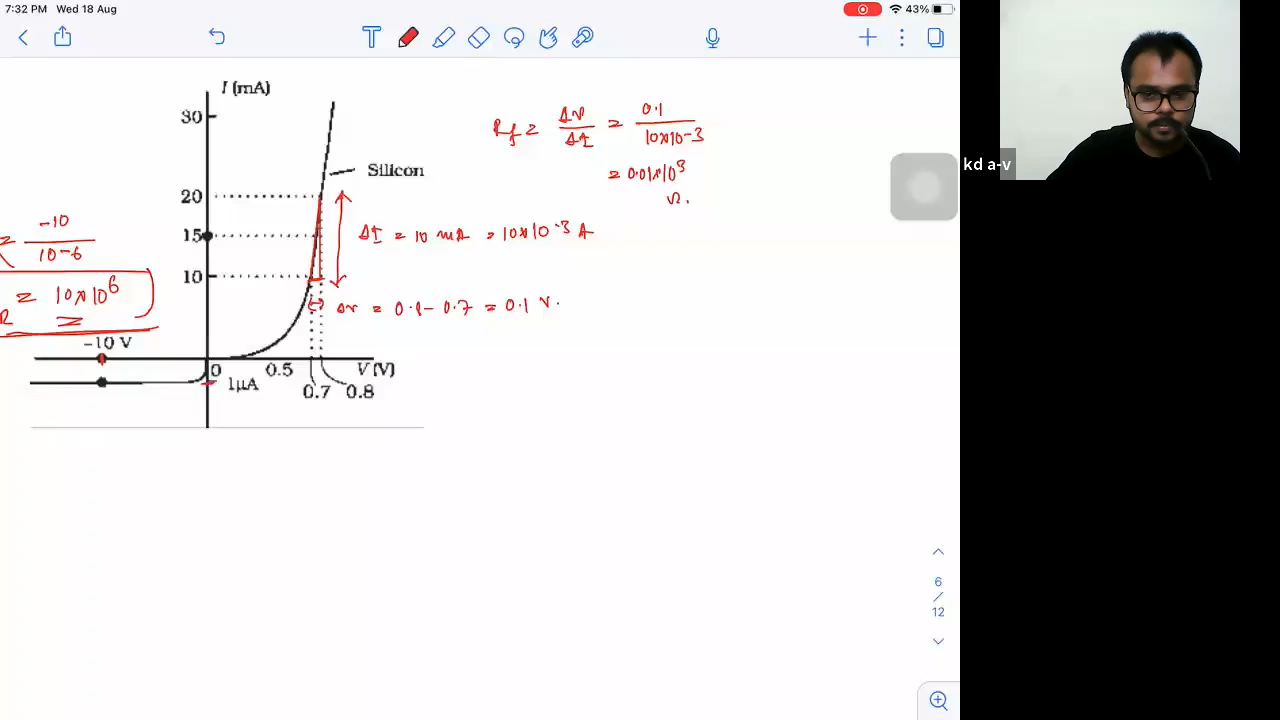 7:32 PM Wed 18 Aug
43%
I (mA)
30
Silicon
20
15
10
-10 V
0
0.5
V (V)
1μA
0.7
0.8
Rf = ΔV/ΔI = 0.1/10×10-3
= 0.01×10³
Ω.
ΔI = 10 mA = 10×10-3 A
ΔV = 0.8- 0.7 = 0.1 V.
= -10/10-6
R = 10×10⁶
kd a-v
6
/
12